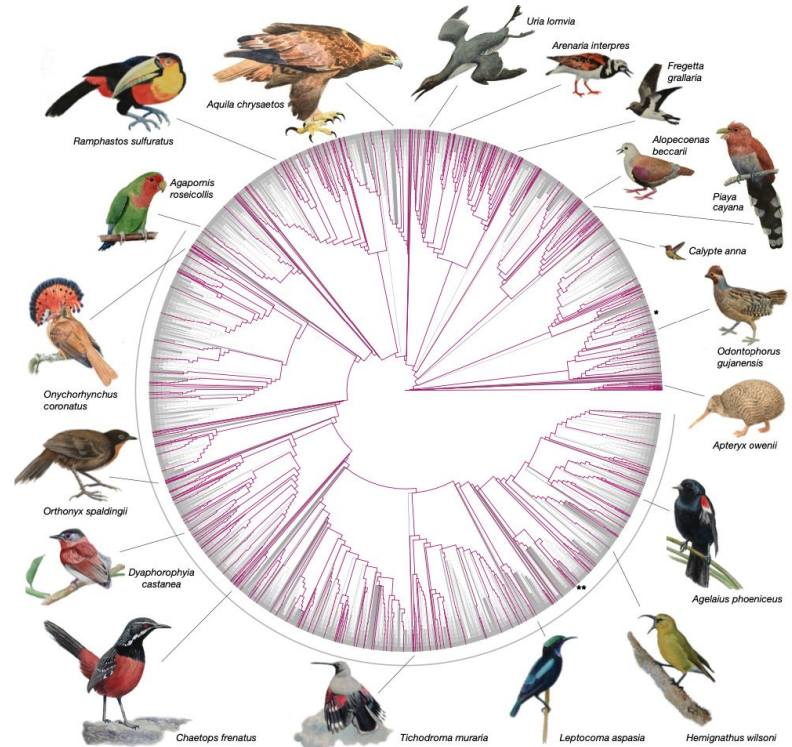 Uria lomvia
Arenaria interpres
Fregetta
grallaria
Aquila chrysaetos
Ramphastos sulfuratus
Alopecoenas
beccarii
Agapornis
roseicollis
Piaya
cayana
Calypte anna
*
Odontophorus
gujanensis
Onychorhynchus
coronatus
Apteryx owenii
Orthonyx spaldingii
Dyaphorophyia
castanea
Agelaius phoeniceus
**
Chaetops frenatus
Tichodroma muraria
Leptocoma aspasia
Hemignathus wilsoni